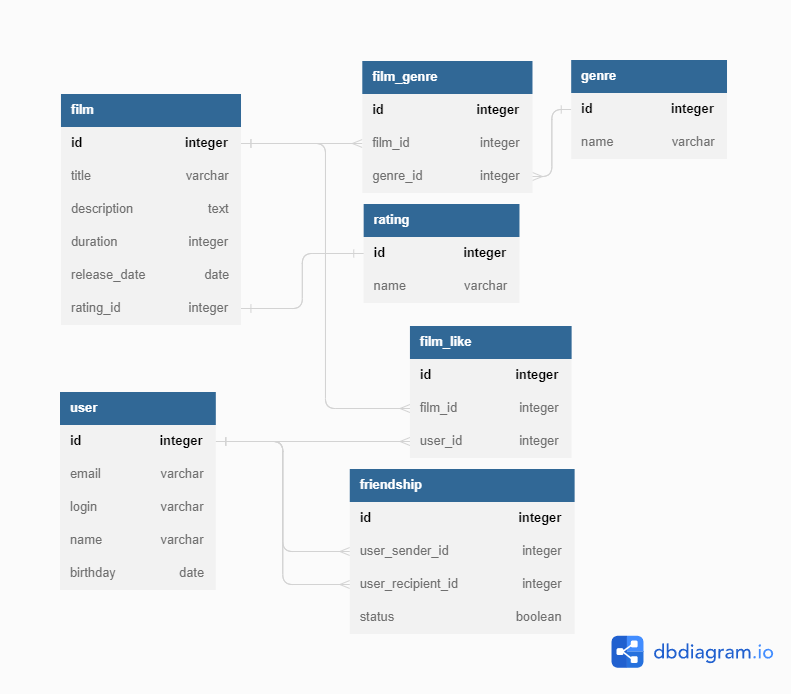 film
id integer
title varchar
description text
duration integer
release_date date
rating_id integer
film_genre
id integer
film_id integer
genre_id integer
genre
id integer
name varchar
rating
id integer
name varchar
film_like
id integer
film_id integer
user_id integer
user
id integer
email varchar
login varchar
name varchar
birthday date
friendship
id integer
user_sender_id integer
user_recipient_id integer
status boolean
dbdiagram.io